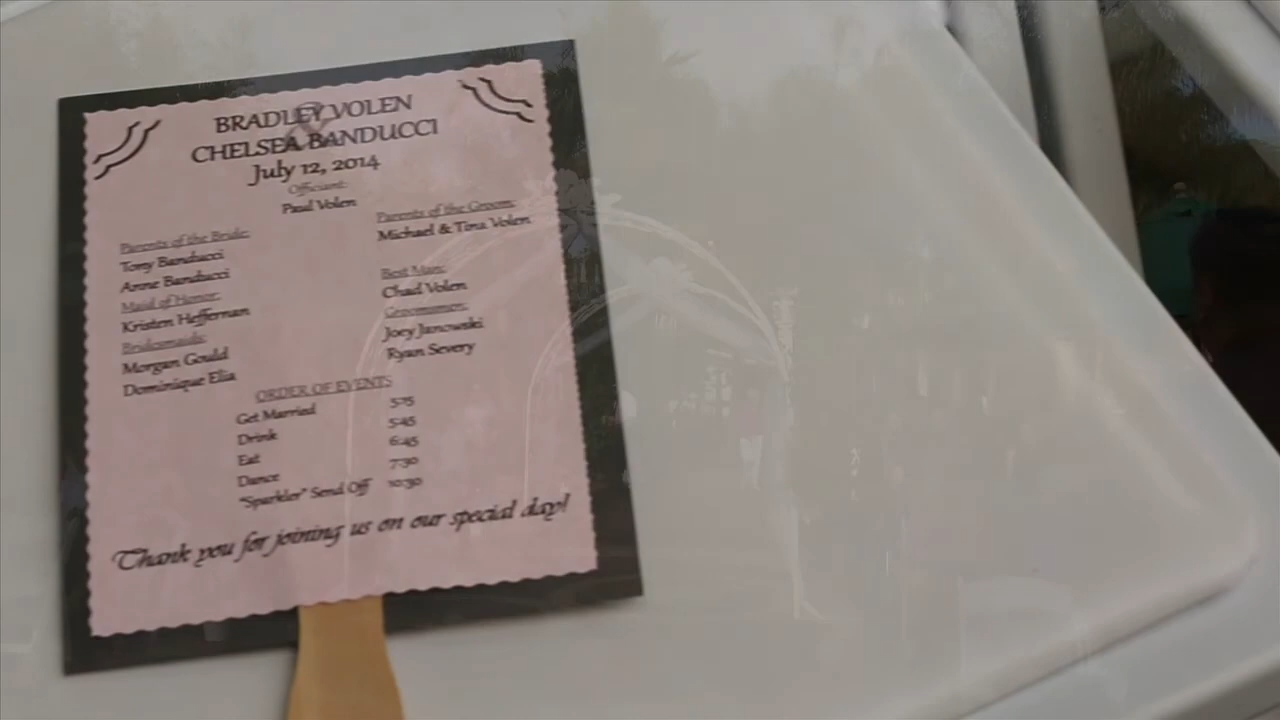 BRADLEY VOLEN
&
CHELSEA BANDUCCI
July 12, 2014
Officiant:
Paul Volen
Parents of the Bride:
Tony Banducci
Anne Banducci
Maid of Honor:
Kristen Heffernan
Bridesmaids:
Morgan Gould
Dominique Elia
Parents of the Groom:
Michael & Tina Volen
Best Man:
Chad Volen
Groomsmen:
Joey Janowski
Ryan Severy
ORDER OF EVENTS
Get Married 5:15
Drink 5:45
Eat 6:45
Dance 7:30
"Sparkler" Send Off 10:30
Thank you for joining us on our special day!